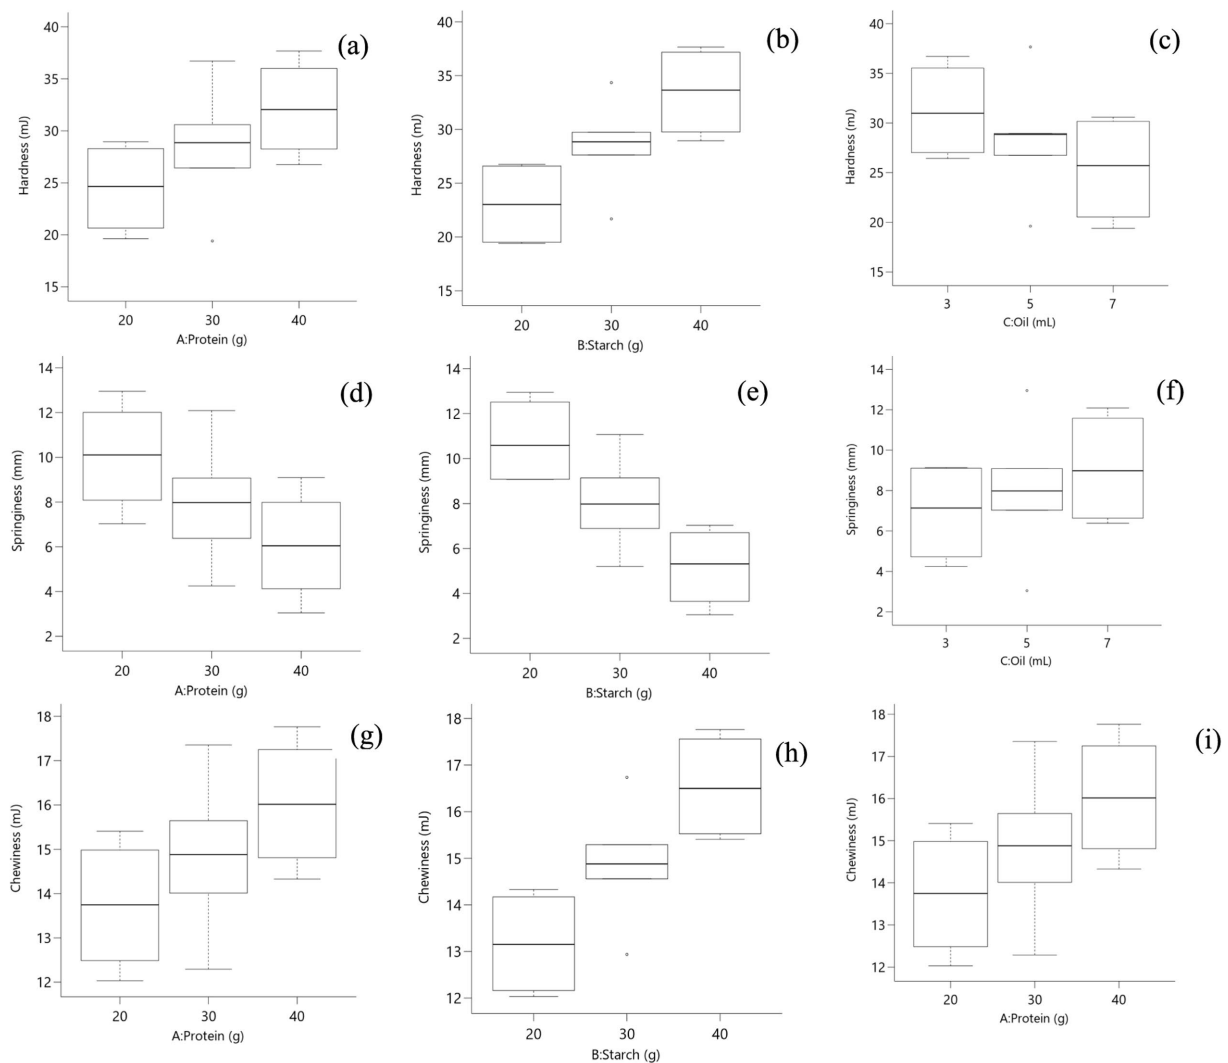 40
35
30
25
20
15
Hardness (mJ)
(a)
20 30 40
A:Protein (g)
40
35
30
25
20
15
Hardness (mJ)
(b)
20 30 40
B:Starch (g)
40
35
30
25
20
15
Hardness (mJ)
(c)
3 5 7
C:Oil (mL)
14
12
10
8
6
4
2
Springiness (mm)
(d)
20 30 40
A:Protein (g)
14
12
10
8
6
4
2
Springiness (mm)
(e)
20 30 40
B:Starch (g)
14
12
10
8
6
4
2
Springiness (mm)
(f)
3 5 7
C:Oil (mL)
18
17
16
15
14
13
12
Chewiness (mJ)
(g)
20 30 40
A:Protein (g)
18
17
16
15
14
13
12
Chewiness (mJ)
(h)
20 30 40
B:Starch (g)
18
17
16
15
14
13
12
Chewiness (mJ)
(i)
20 30 40
A:Protein (g)